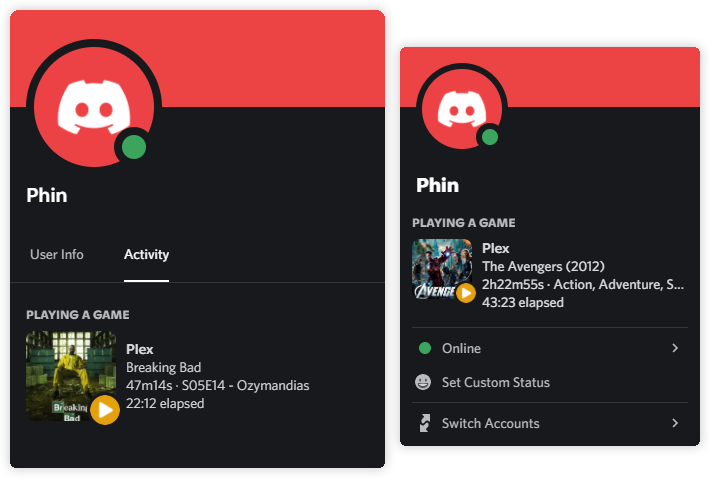 Phin
User Info
Activity
PLAYING A GAME
Breaking
Bad
Plex
Breaking Bad
47m14s · S05E14 - Ozymandias
22:12 elapsed
Phin
PLAYING A GAME
AVENGE
Plex
The Avengers (2012)
2h22m55s · Action, Adventure, S...
43:23 elapsed
Online
Set Custom Status
Switch Accounts